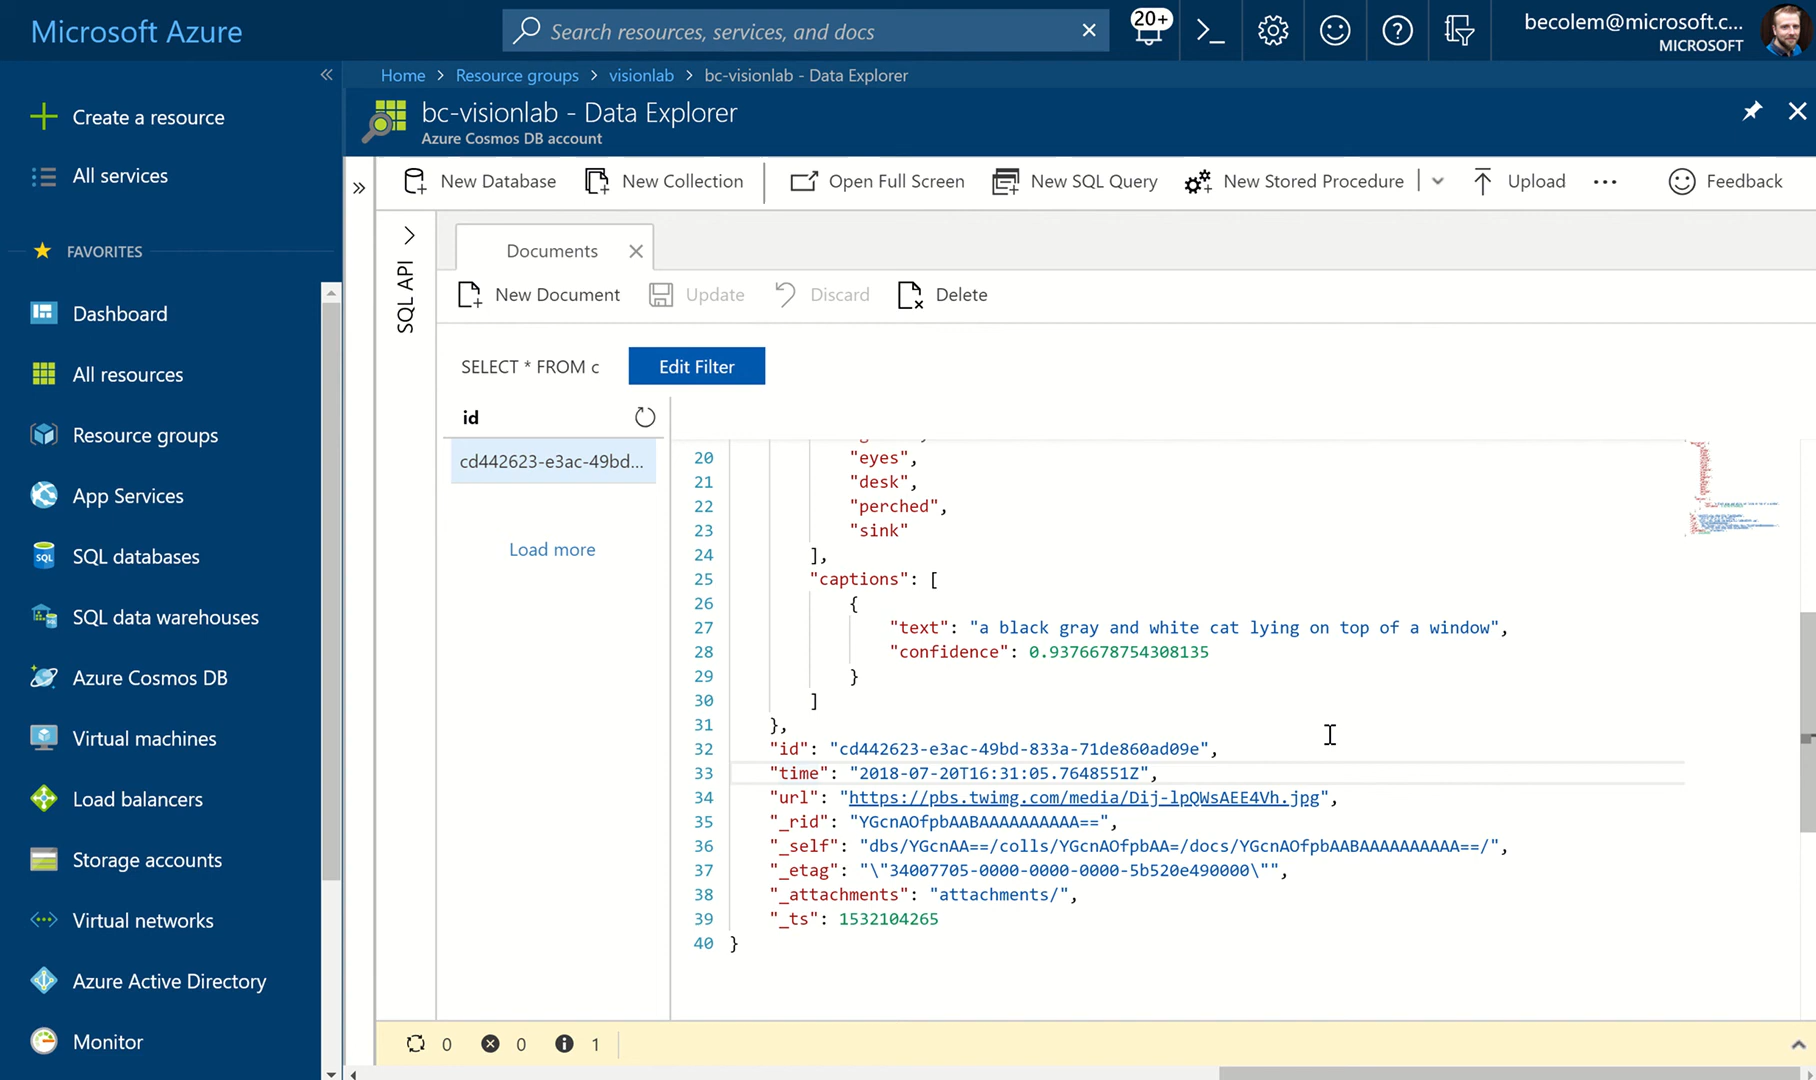 Microsoft Azure
Search resources, services, and docs
20+
becolem@microsoft.c...
MICROSOFT
Home > Resource groups > visionlab > bc-visionlab - Data Explorer
bc-visionlab - Data Explorer
Azure Cosmos DB account
Create a resource
All services
FAVORITES
Dashboard
All resources
Resource groups
App Services
SQL databases
SQL data warehouses
Azure Cosmos DB
Virtual machines
Load balancers
Storage accounts
Virtual networks
Azure Active Directory
Monitor
New Database
New Collection
Open Full Screen
New SQL Query
New Stored Procedure
Upload
Feedback
SQL API
Documents
New Document
Update
Discard
Delete
SELECT * FROM c
Edit Filter
id
cd442623-e3ac-49bd...
Load more
20 "eyes",
21 "desk",
22 "perched",
23 "sink"
24 ],
25 "captions": [
26 {
27 "text": "a black gray and white cat lying on top of a window",
28 "confidence": 0.9376678754308135
29 }
30 ]
31 },
32 "id": "cd442623-e3ac-49bd-833a-71de860ad09e",
33 "time": "2018-07-20T16:31:05.7648551Z",
34 "url": "https://pbs.twimg.com/media/Dij-lpQWsAEE4Vh.jpg",
35 "_rid": "YGcnAOfpbAABAAAAAAAAAA==",
36 "_self": "dbs/YGcnAA==/colls/YGcnAOfpbAA=/docs/YGcnAOfpbAABAAAAAAAAAA==/",
37 "_etag": "\"34007705-0000-0000-0000-5b520e490000\"",
38 "_attachments": "attachments/",
39 "_ts": 1532104265
40 }
0 0 1